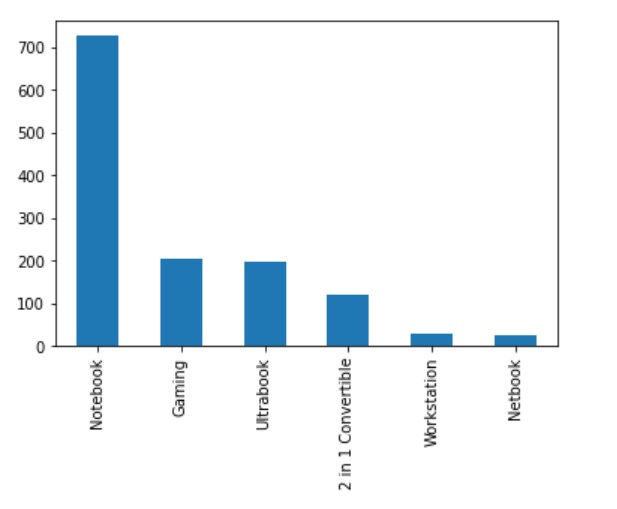 700
600
500
400
300
200
100
0
Notebook
Gaming
Ultrabook
2 in 1 Convertible
Workstation
Netbook